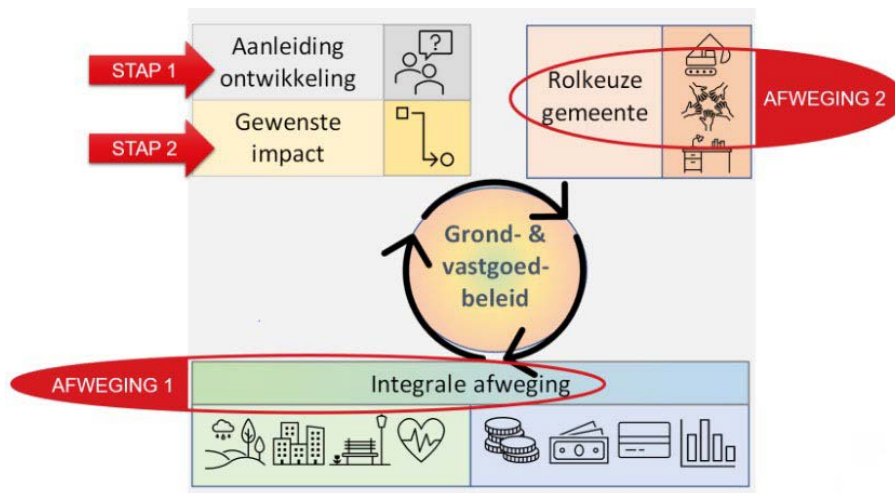 STAP 1
Aanleiding
ontwikkeling
?
STAP 2
Gewenste
impact
Rolkeuze
gemeente
AFWEGING 2
Grond- &
vastgoed-
beleid
AFWEGING 1
Integrale afweging